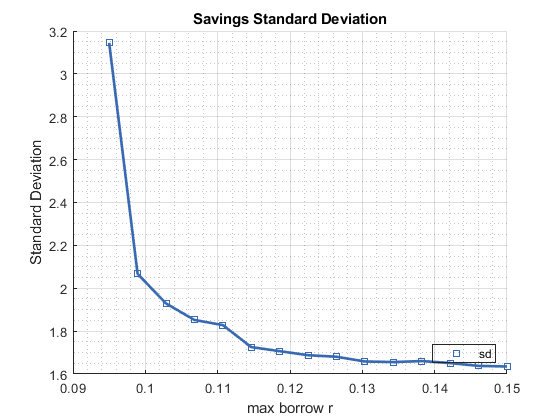 Savings Standard Deviation
3.2
3
2.8
2.6
2.4
2.2
2
1.8
1.6
Standard Deviation
sd
0.09 0.1 0.11 0.12 0.13 0.14 0.15
max borrow r